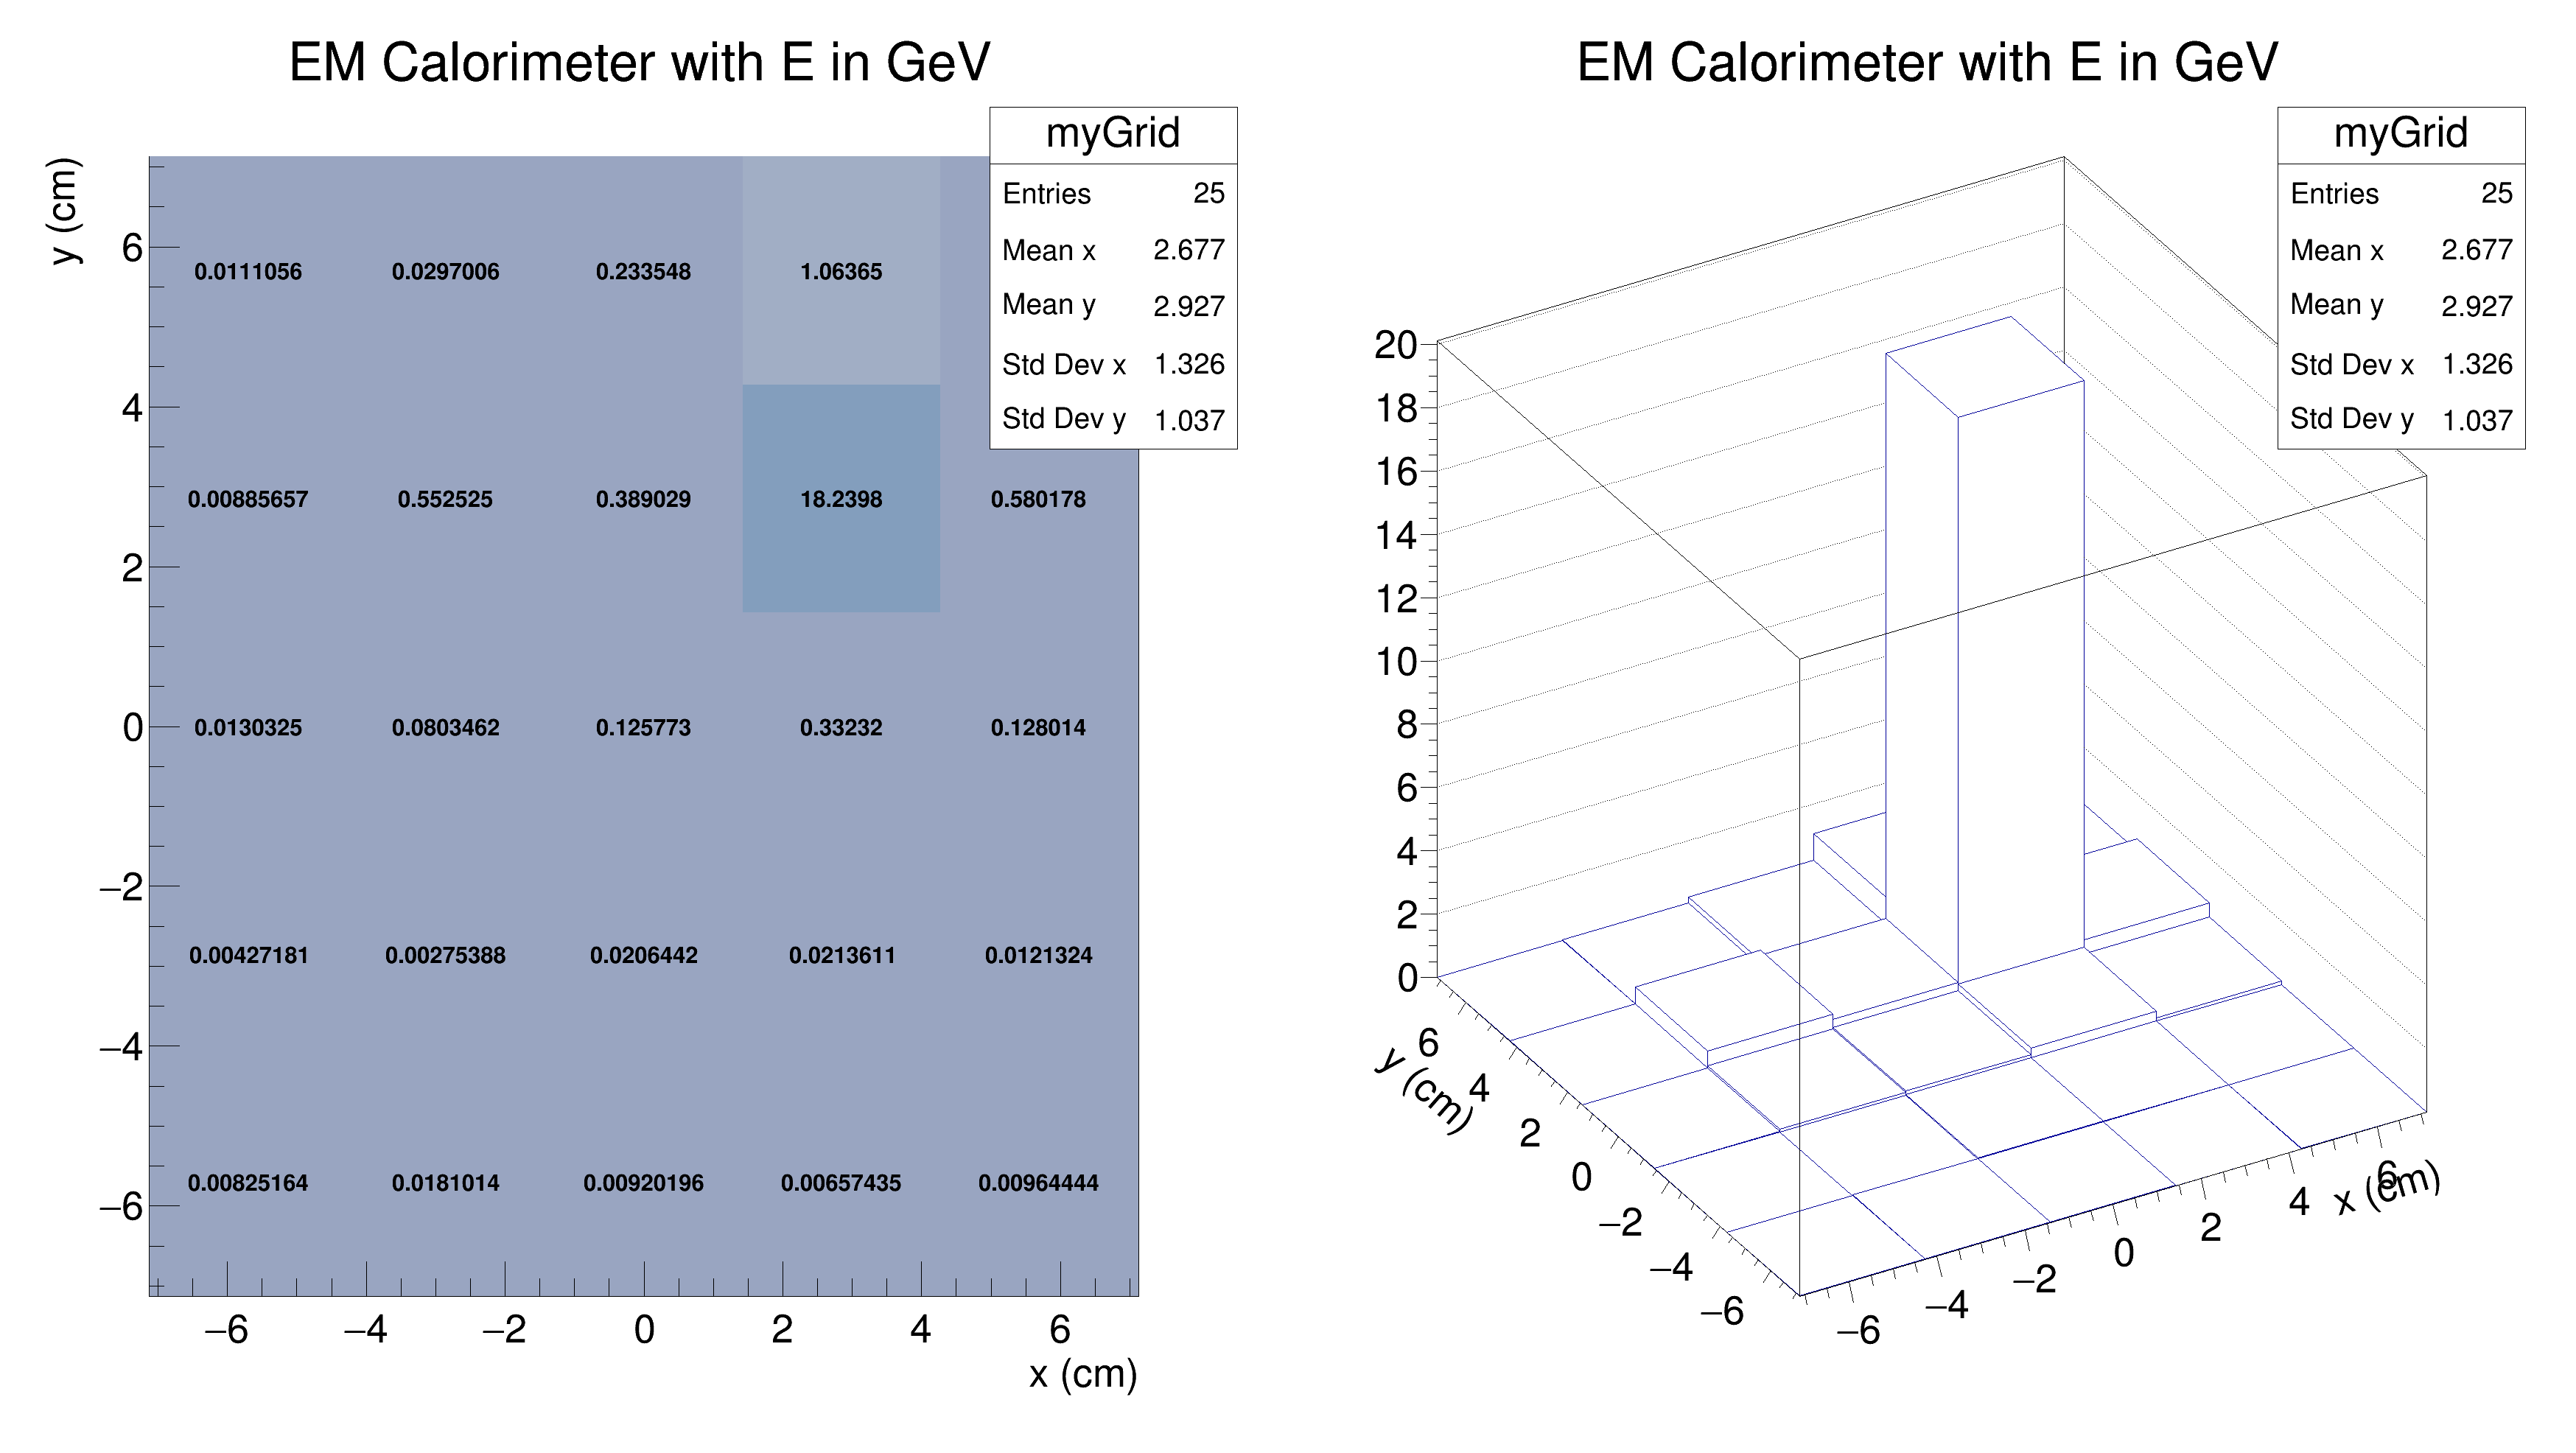 EM Calorimeter with E in GeV
myGrid
Entries 25
Mean x 2.677
Mean y 2.927
Std Dev x 1.326
Std Dev y 1.037
y (cm)
6
4
2
0
−2
−4
−6
0.0111056 0.0297006 0.233548 1.06365
0.00885657 0.552525 0.389029 18.2398 0.580178
0.0130325 0.0803462 0.125773 0.33232 0.128014
0.00427181 0.00275388 0.0206442 0.0213611 0.0121324
0.00825164 0.0181014 0.00920196 0.00657435 0.00964444
−6 −4 −2 0 2 4 6
x (cm)
EM Calorimeter with E in GeV
myGrid
Entries 25
Mean x 2.677
Mean y 2.927
Std Dev x 1.326
Std Dev y 1.037
20
18
16
14
12
10
8
6
4
2
0
6
4
2
0
−2
−4
−6
y (cm)
−6 −4 −2 0 2 4 6
x (cm)